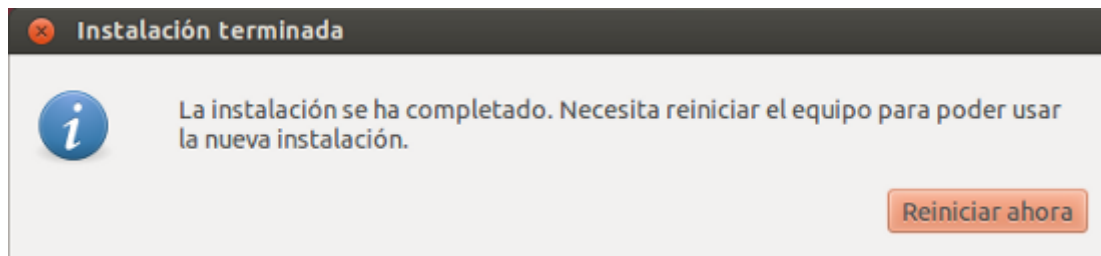 Instalación terminada
La instalación se ha completado. Necesita reiniciar el equipo para poder usar
la nueva instalación.
Reiniciar ahora